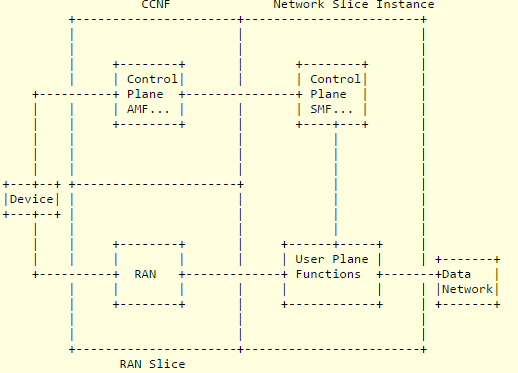 CCNF Network Slice Instance
Control Control
Plane Plane
AMF... SMF...
Device
User Plane
RAN Functions Data
Network
RAN Slice